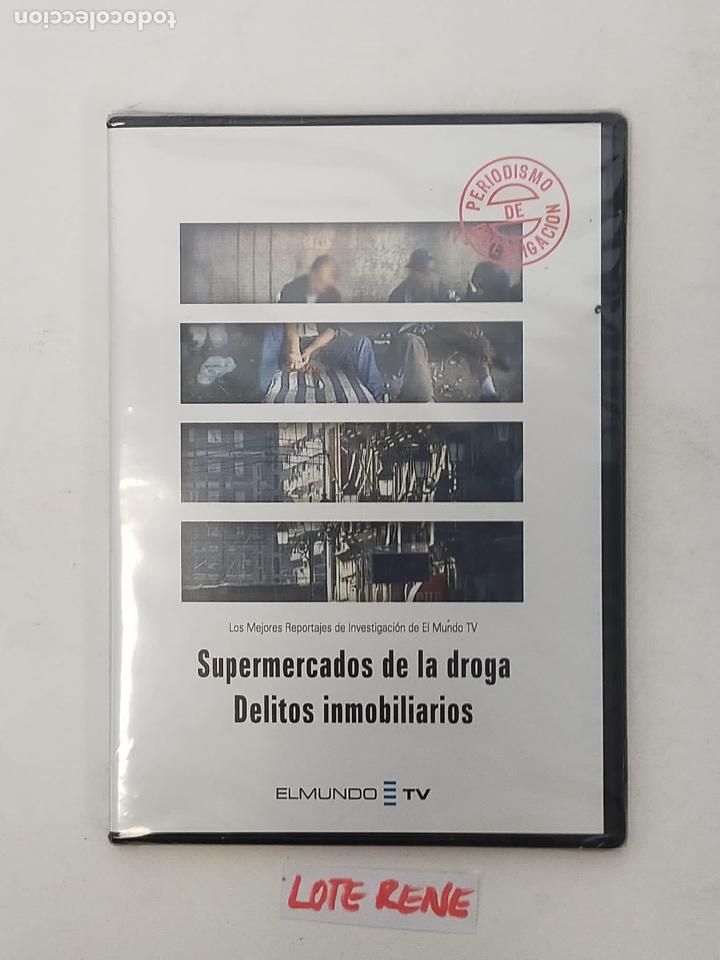 todocoleccion
PERIODISMO
DE
INVESTIGACION
Los Mejores Reportajes de Investigación de El Mundo TV
Supermercados de la droga
Delitos inmobiliarios
ELMUNDO TV
LOTE RENE